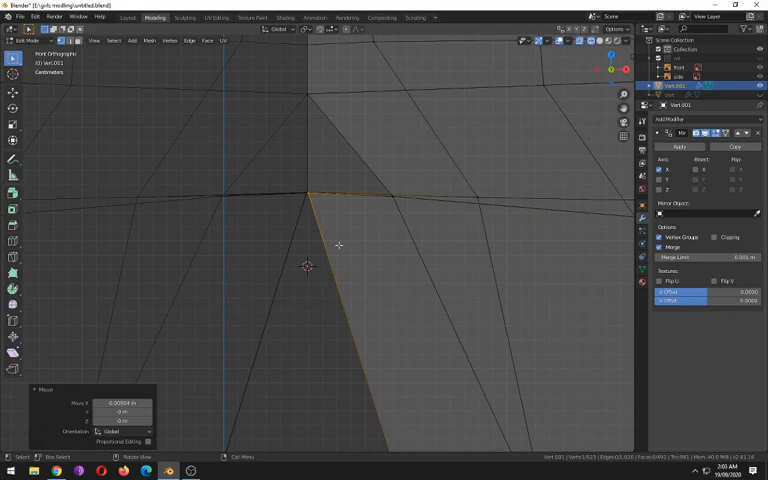 Blender* [E:\girls modling\untitled.blend]
File Edit Render Window Help Layout Modeling Sculpting UV Editing Texture Paint Shading Animation Rendering Compositing Scripting + Scene View Layer
Edit Mode View Select Add Mesh Vertex Edge Face UV Global Options
Front Orthographic
(0) Vert.001
Centimeters
Scene Collection
Collection
ref
front
side
Vert.001
Vert
Vert.001
Add Modifier
Mir
Apply Copy
Axis: Bisect: Flip:
X X X
Y Y Y
Z Z Z
Mirror Object:
Options:
Vertex Groups Clipping
Merge
Merge Limit 0.001 m
Textures:
Flip U Flip V
U Offset 0.0000
V Offset 0.0000
Move
Move X -0.00904 m
Y -0 m
Z -0 m
Orientation Global
Proportional Editing
Select Box Select Rotate View Call Menu
2:03 AM
19/09/2020